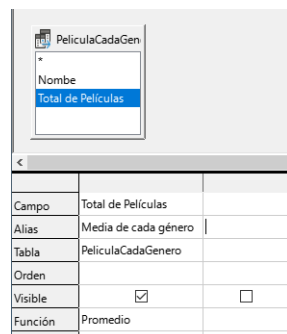 PeliculaCadaGen
*
Nombe
Total de Películas
<
Campo Total de Películas
Alias Media de cada género
Tabla PeliculaCadaGenero
Orden
Visible
Función Promedio